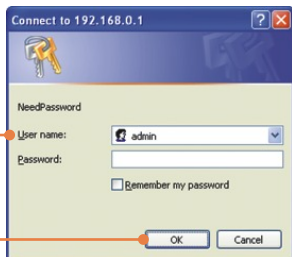 Connect to 192.168.0.1
NeedPassword
User name: admin
Password:
Remember my password
OK Cancel